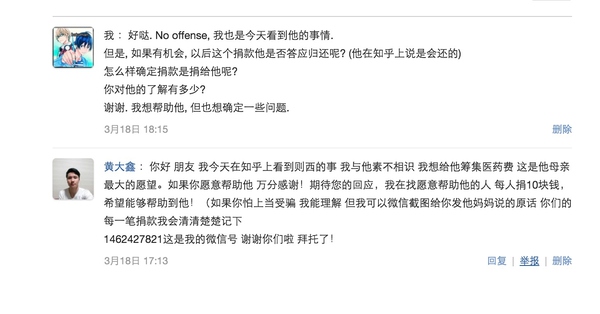 我： 好哒. No offense, 我也是今天看到他的事情.
但是, 如果有机会, 以后这个捐款他是否答应归还呢? (他在知乎上说是会还的)
怎么样确定捐款是捐给他呢?
你对他的了解有多少?
谢谢. 我想帮助他, 但也想确定一些问题.
3月18日 18:15 删除
黄大鑫： 你好 朋友 我今天在知乎上看到则西的事 我与他素不相识 我想给他筹集医药费 这是他母亲
最大的愿望。如果你愿意帮助他 万分感谢！期待您的回应，我在找愿意帮助他的人 每人捐10块钱，
希望能够帮助到他！（如果你怕上当受骗 我能理解 但我可以微信截图给你发他妈妈说的原话 你们的
每一笔捐款我会清清楚楚记下
1462427821这是我的微信号 谢谢你们啦 拜托了！
3月18日 17:13 回复 | 举报 | 删除